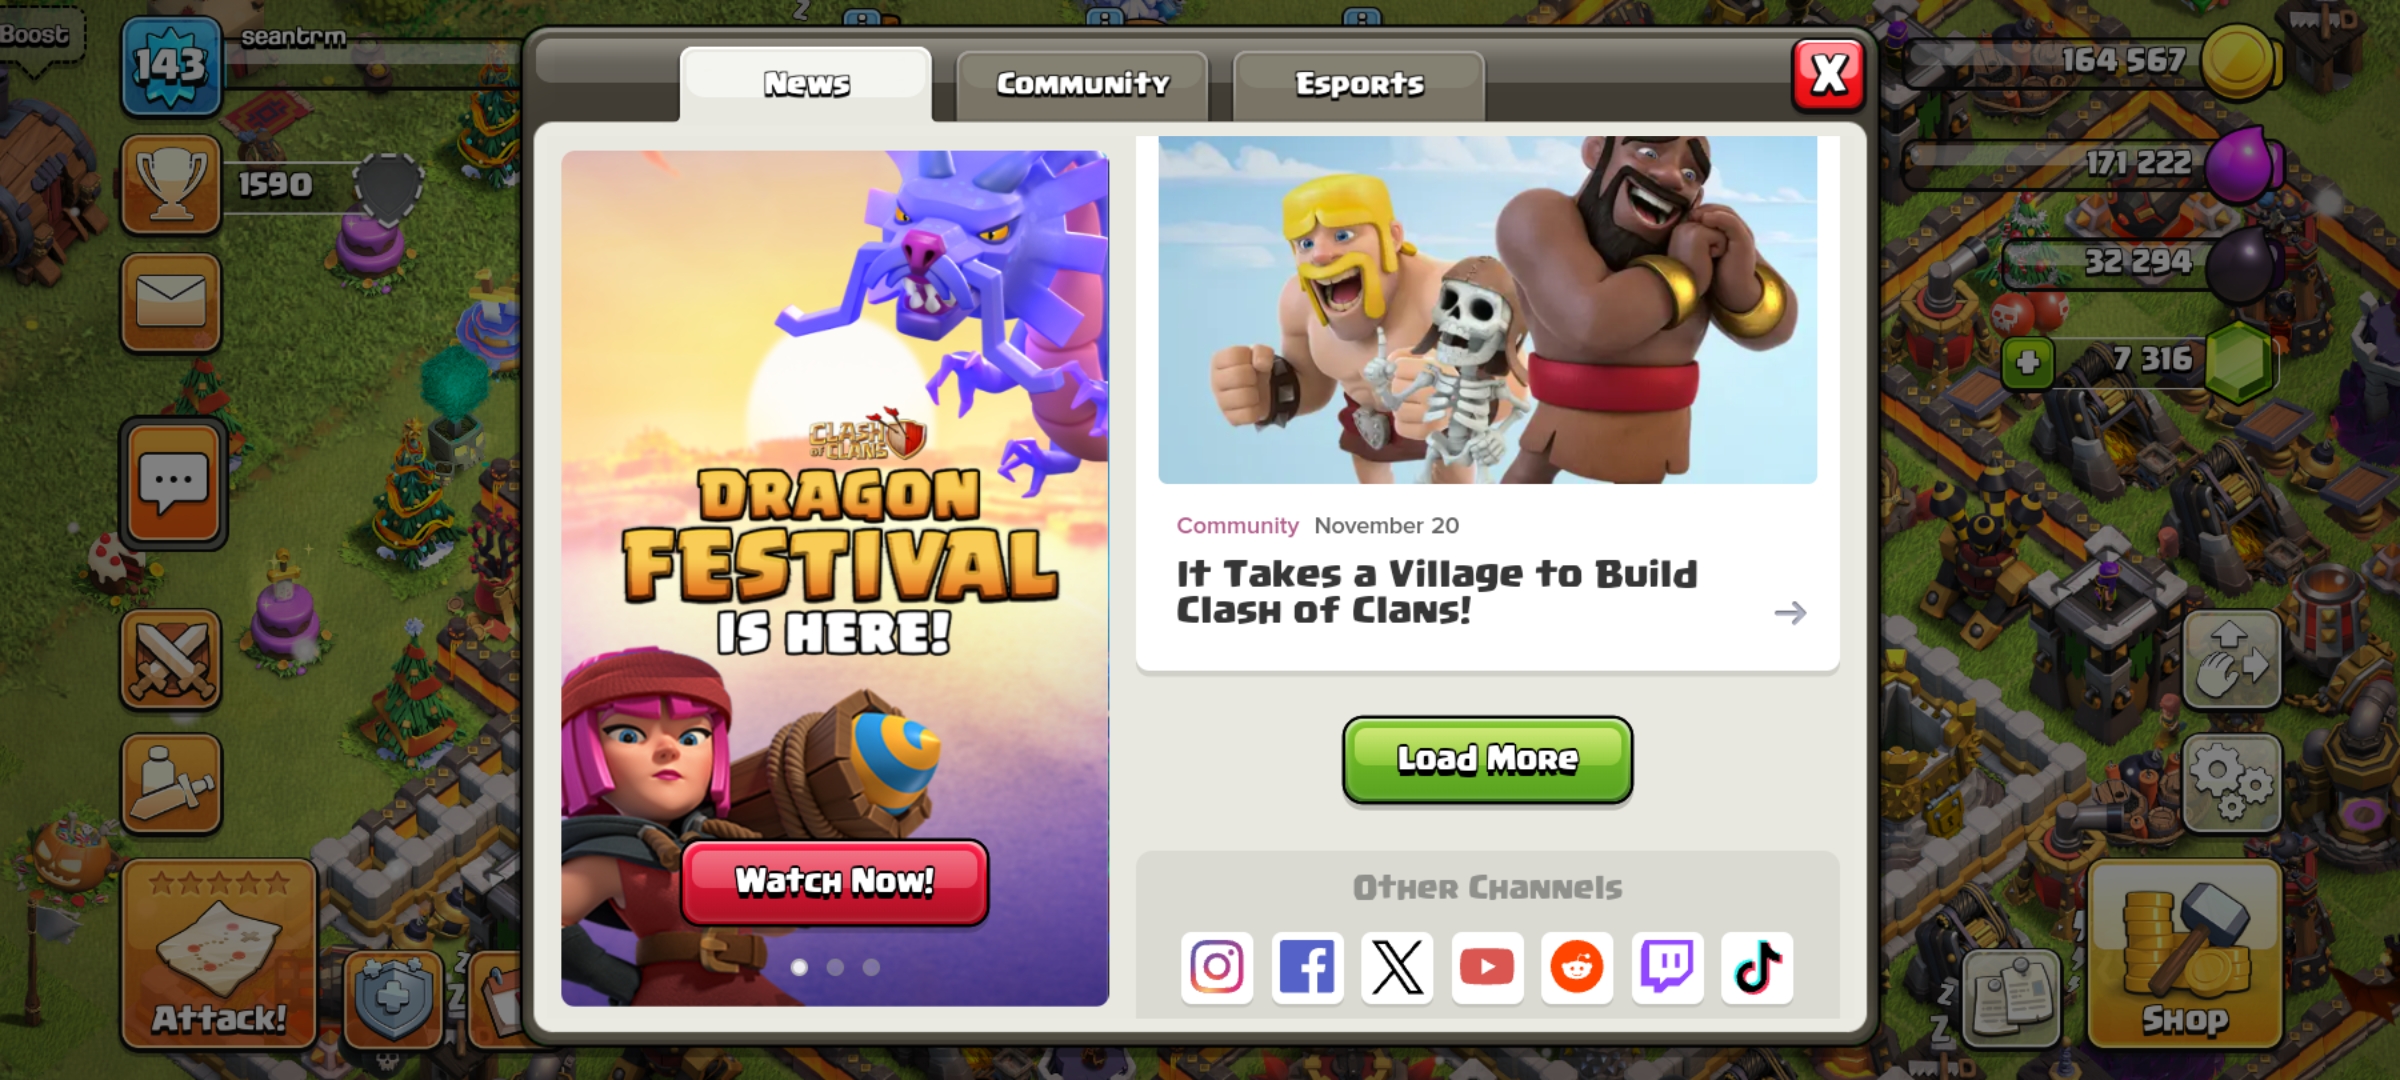 Boost
143
seantrm
1590
News
Community
Esports
X
164 567
171 222
32 294
7 316
CLASH
OF CLANS
DRAGON
FESTIVAL
IS HERE!
Watch Now!
Community November 20
It Takes a Village to Build
Clash of Clans!
Load More
Other Channels
Attack!
Shop